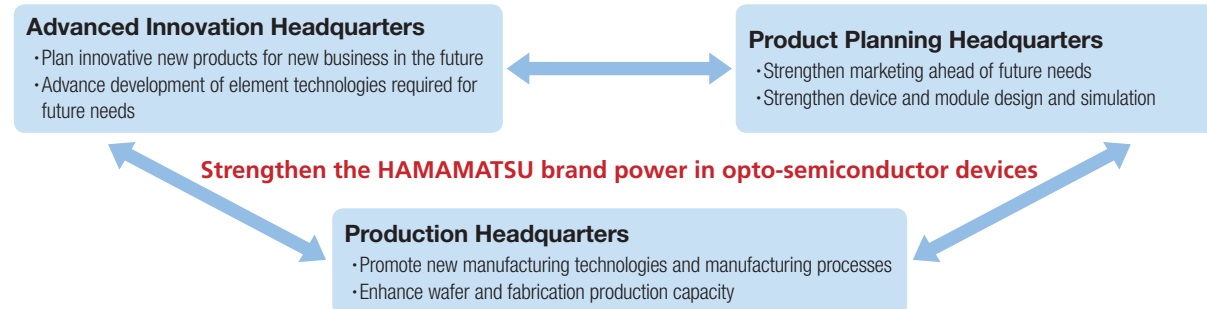 Advanced Innovation Headquarters
・Plan innovative new products for new business in the future
・Advance development of element technologies required for
future needs
Product Planning Headquarters
・Strengthen marketing ahead of future needs
・Strengthen device and module design and simulation
Strengthen the HAMAMATSU brand power in opto-semiconductor devices
Production Headquarters
・Promote new manufacturing technologies and manufacturing processes
・Enhance wafer and fabrication production capacity